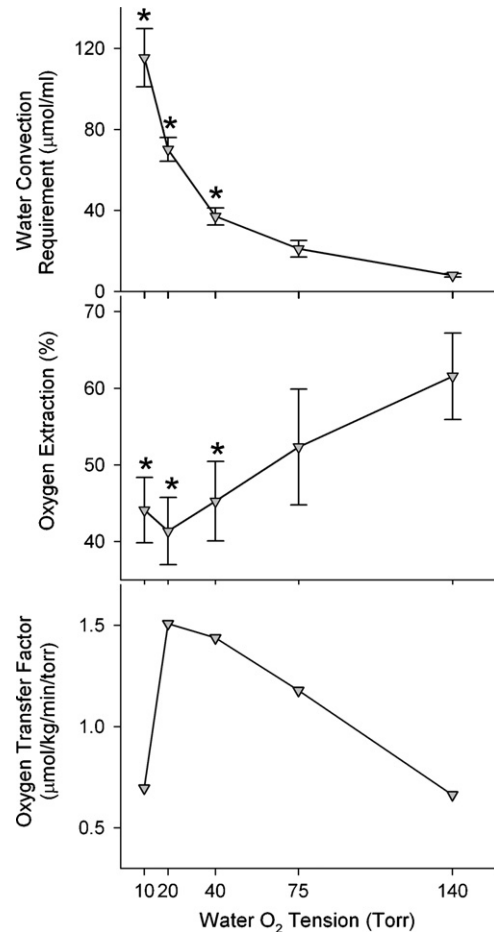 *
120
*
80
*
40
0
Water Convection
Requirement (μmol/ml)
70
60
50
*
*
*
40
Oxygen Extraction (%)
1.5
1.0
0.5
Oxygen Transfer Factor
(μmol/kg/min/torr)
10 20 40 75 140
Water O₂ Tension (Torr)